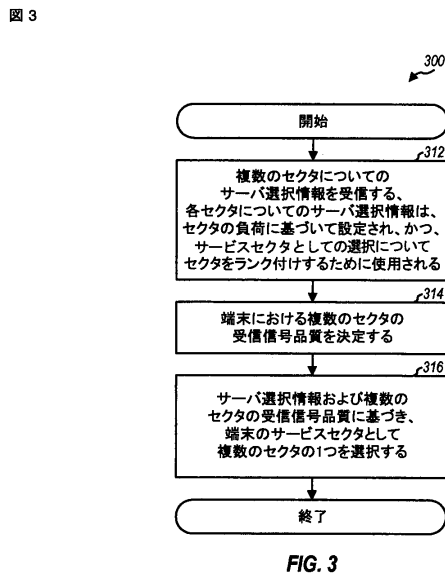 図 3
300
開始
312
複数のセクタについての
サーバ選択情報を受信する、
各セクタについてのサーバ選択情報は、
セクタの負荷に基づいて設定され、かつ、
サービスセクタとしての選択について
セクタをランク付けするために使用される
314
端末における複数のセクタの
受信信号品質を決定する
316
サーバ選択情報および複数の
セクタの受信信号品質に基づき、
端末のサービスセクタとして
複数のセクタの1つを選択する
終了
FIG. 3